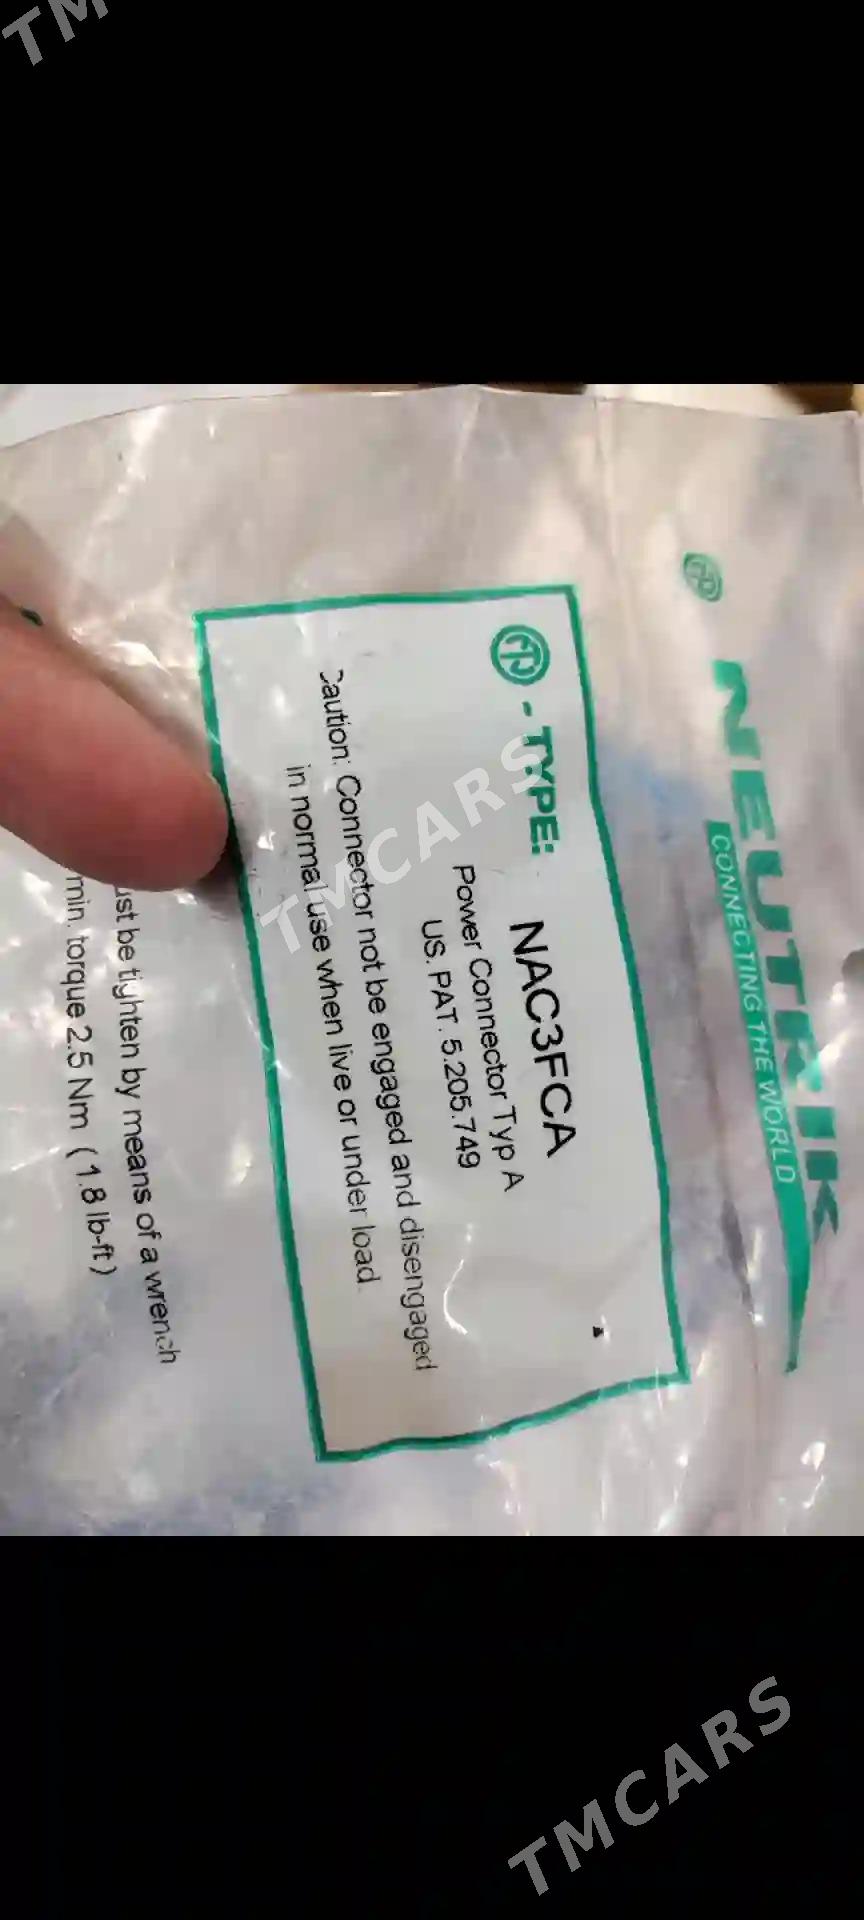 TM
NEUTRIK
CONNECTING THE WORLD
- TYPE: NAC3FCA
Power Connector Typ A
US. PAT. 5.205.749
Caution: Connector not be engaged and disengaged
in normal use when live or under load.
ust be tighten by means of a wrench
min. torque 2.5 Nm ( 1.8 lb-ft )
TMCARS
TMCARS